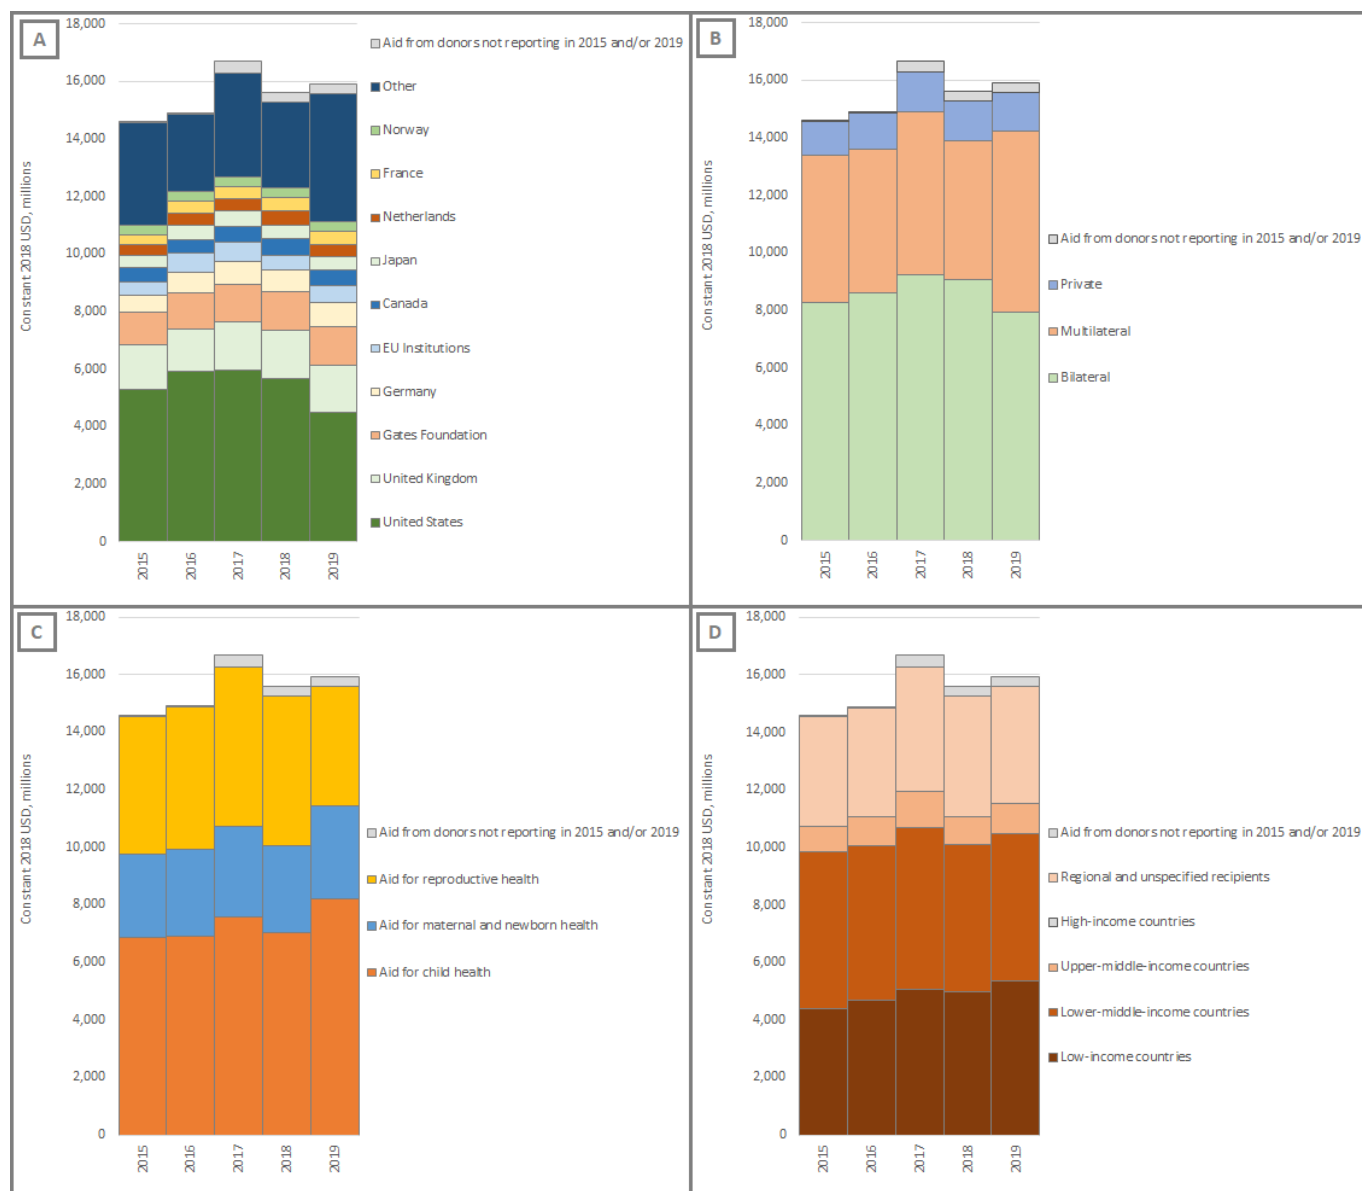 A
Constant 2018 USD, millions
18,000
16,000
14,000
12,000
10,000
8,000
6,000
4,000
2,000
0
2015
2016
2017
2018
2019
Aid from donors not reporting in 2015 and/or 2019
Other
Norway
France
Netherlands
Japan
Canada
EU Institutions
Germany
Gates Foundation
United Kingdom
United States
B
Constant 2018 USD, millions
18,000
16,000
14,000
12,000
10,000
8,000
6,000
4,000
2,000
0
2015
2016
2017
2018
2019
Aid from donors not reporting in 2015 and/or 2019
Private
Multilateral
Bilateral
C
Constant 2018 USD, millions
18,000
16,000
14,000
12,000
10,000
8,000
6,000
4,000
2,000
0
2015
2016
2017
2018
2019
Aid from donors not reporting in 2015 and/or 2019
Aid for reproductive health
Aid for maternal and newborn health
Aid for child health
D
Constant 2018 USD, millions
18,000
16,000
14,000
12,000
10,000
8,000
6,000
4,000
2,000
0
2015
2016
2017
2018
2019
Aid from donors not reporting in 2015 and/or 2019
Regional and unspecified recipients
High-income countries
Upper-middle-income countries
Lower-middle-income countries
Low-income countries